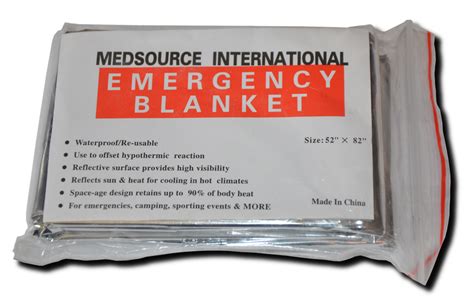 MEDSOURCE INTERNATIONAL
EMERGENCY
BLANKET
• Waterproof/Re-usable
Size: 52" × 82"
• Use to offset hypothermic reaction
• Reflective surface provides high visibility
• Reflects sun & heat for cooling in hot climates
• Space-age design retains up to 90% of body heat
• For emergencies, camping, sporting events & MORE
Made In China